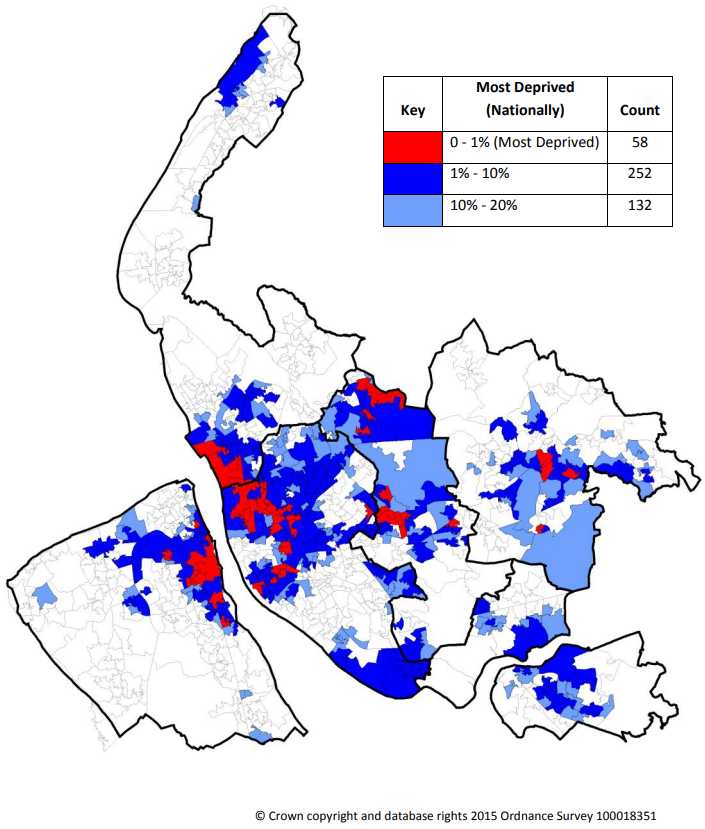 Key
Most Deprived
(Nationally)
Count
0 - 1% (Most Deprived)
58
1% - 10%
252
10% - 20%
132
© Crown copyright and database rights 2015 Ordnance Survey 100018351